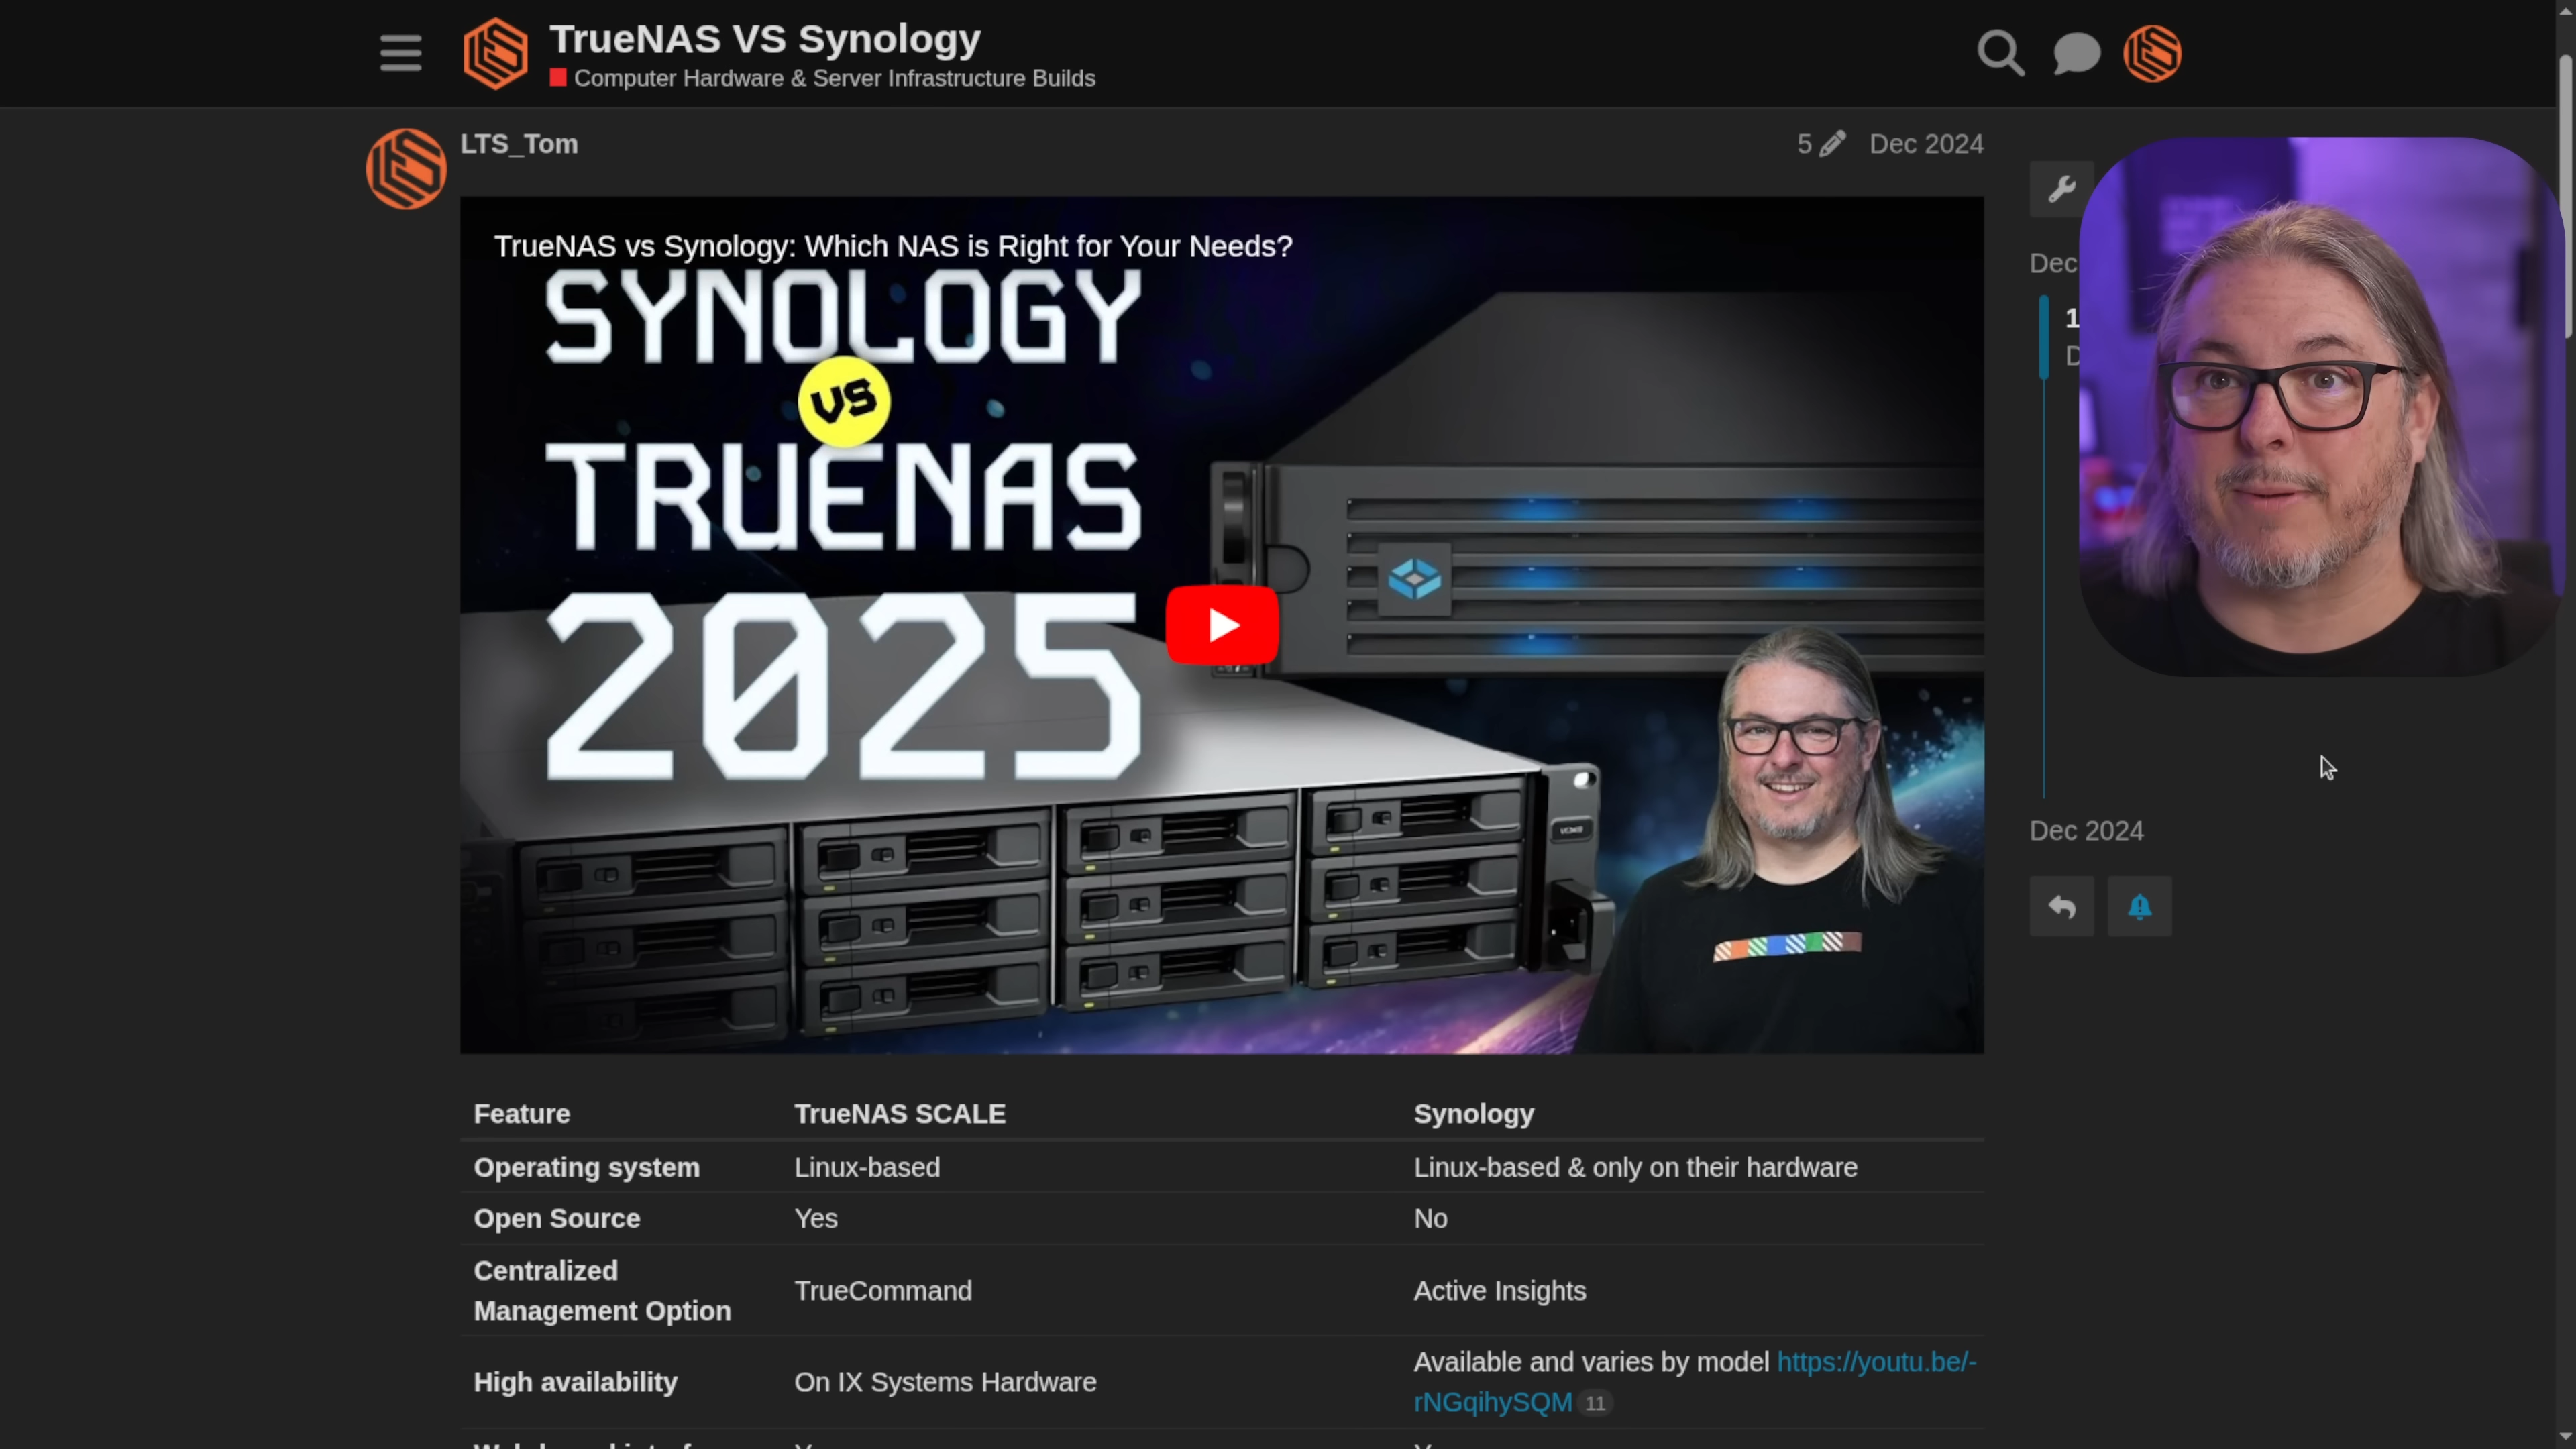 TrueNAS VS Synology
Computer Hardware & Server Infrastructure Builds
LTS_Tom
5
Dec 2024
TrueNAS vs Synology: Which NAS is Right for Your Needs?
SYNOLOGY
VS
TRUENAS
2025
Dec
1
D
Dec 2024
Feature TrueNAS SCALE Synology
Operating system Linux-based Linux-based & only on their hardware
Open Source Yes No
Centralized
Management Option TrueCommand Active Insights
High availability On IX Systems Hardware Available and varies by model https://youtu.be/-
rNGqihySQM 11